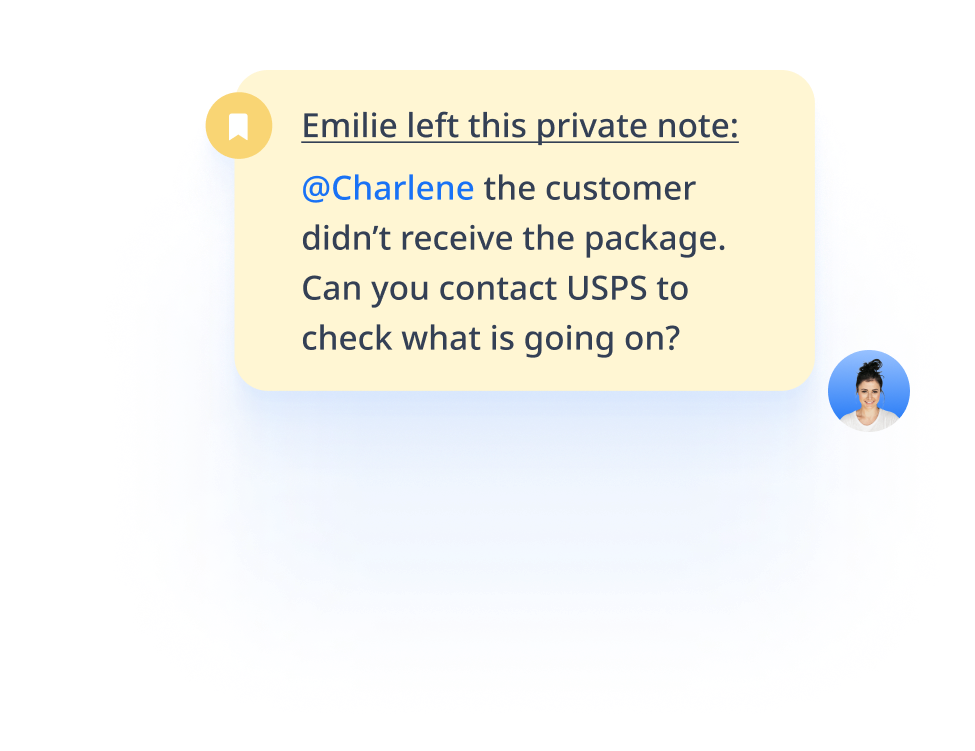 Emilie left this private note:
@Charlene the customer
didn’t receive the package.
Can you contact USPS to
check what is going on?